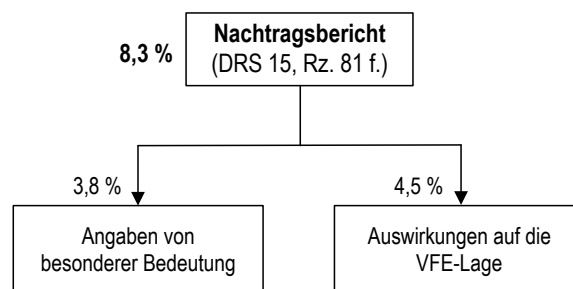 8,3 %
Nachtragsbericht
(DRS 15, Rz. 81 f.)
3,8 %
4,5 %
Angaben von
besonderer Bedeutung
Auswirkungen auf die
VFE-Lage